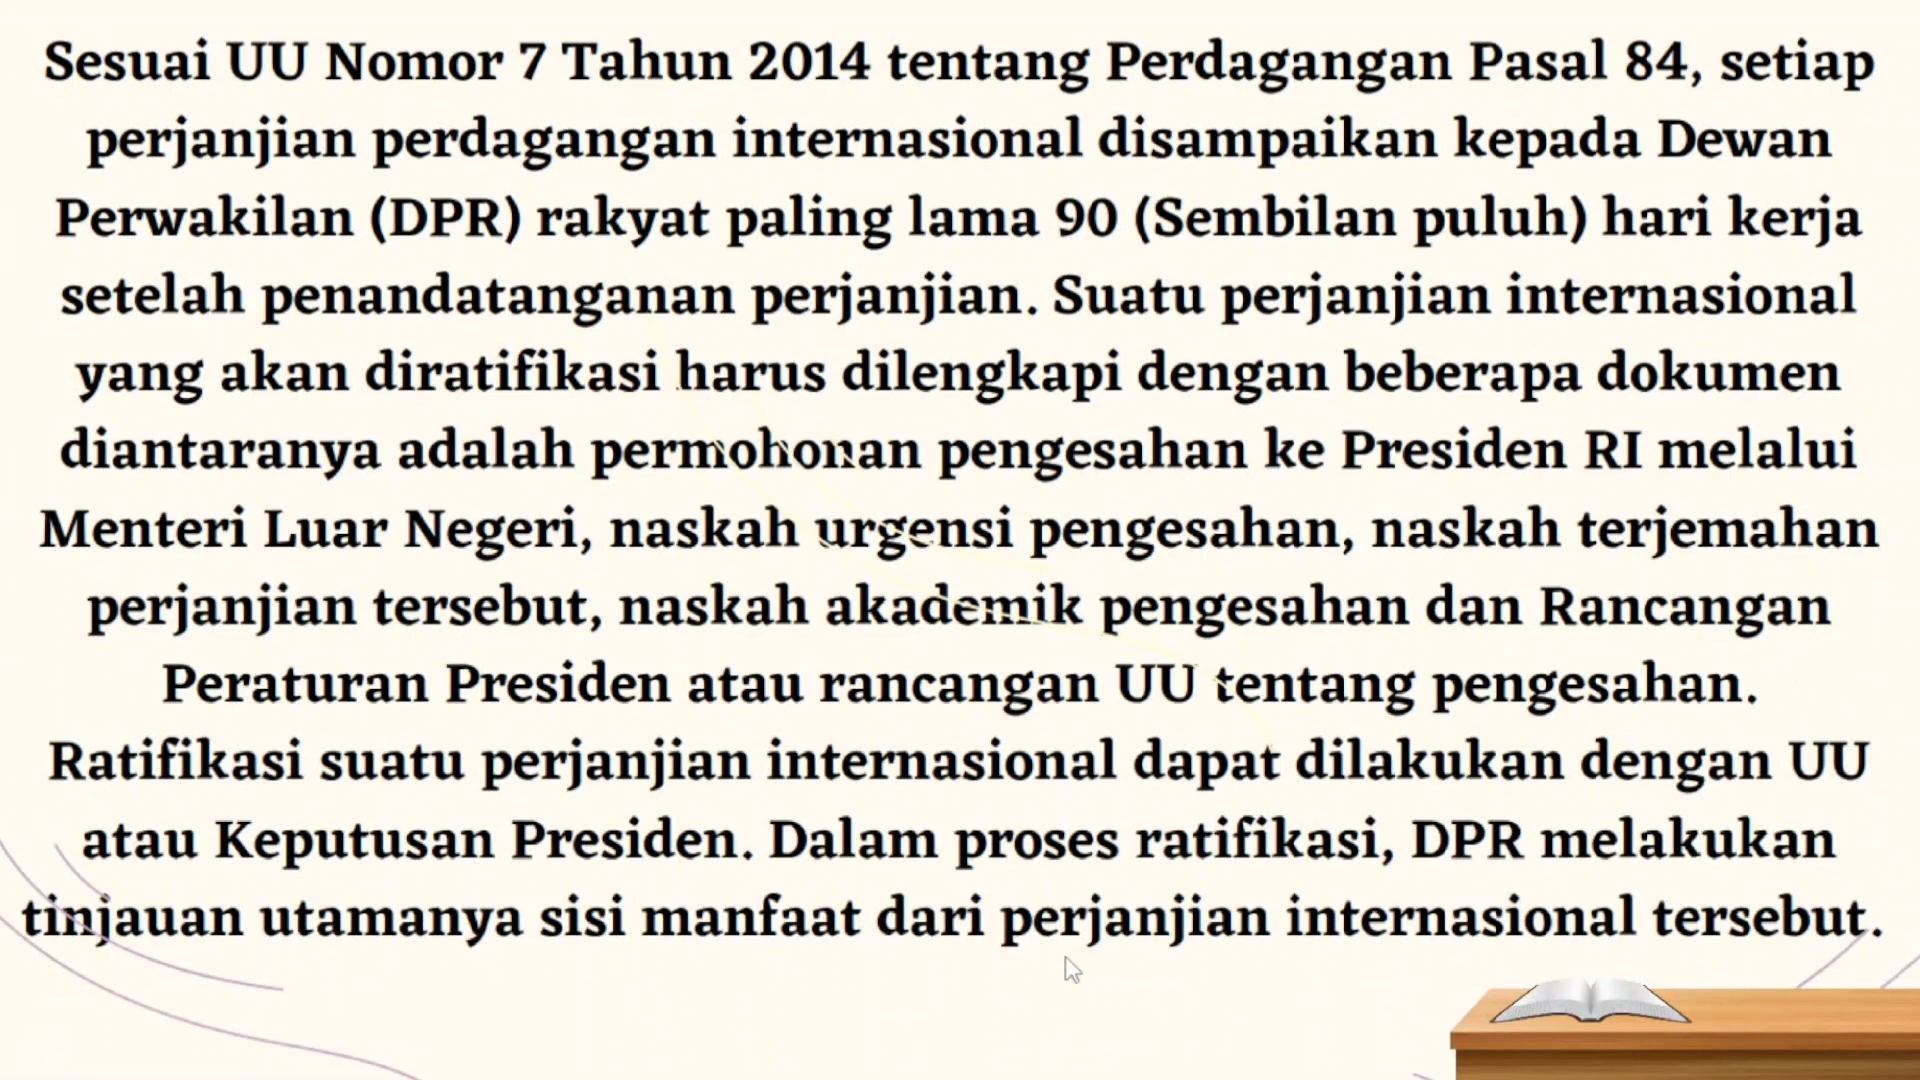 Sesuai UU Nomor 7 Tahun 2014 tentang Perdagangan Pasal 84, setiap
perjanjian perdagangan internasional disampaikan kepada Dewan
Perwakilan (DPR) rakyat paling lama 90 (Sembilan puluh) hari kerja
setelah penandatanganan perjanjian. Suatu perjanjian internasional
yang akan diratifikasi harus dilengkapi dengan beberapa dokumen
diantaranya adalah permohonan pengesahan ke Presiden RI melalui
Menteri Luar Negeri, naskah urgensi pengesahan, naskah terjemahan
perjanjian tersebut, naskah akademik pengesahan dan Rancangan
Peraturan Presiden atau rancangan UU tentang pengesahan.
Ratifikasi suatu perjanjian internasional dapat dilakukan dengan UU
atau Keputusan Presiden. Dalam proses ratifikasi, DPR melakukan
tinjauan utamanya sisi manfaat dari perjanjian internasional tersebut.